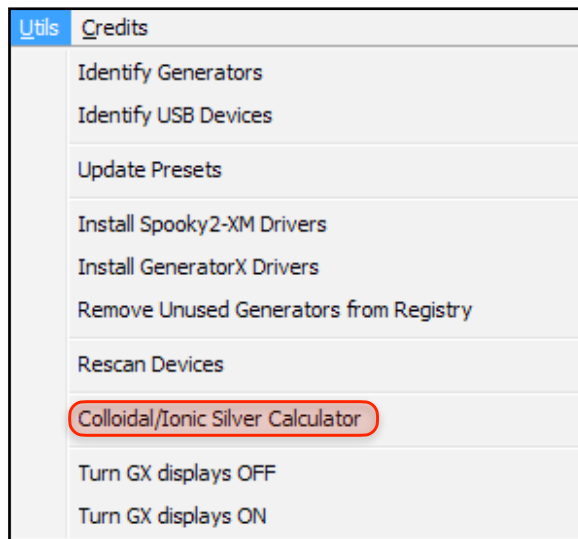 Utils Credits
Identify Generators
Identify USB Devices
Update Presets
Install Spooky2-XM Drivers
Install GeneratorX Drivers
Remove Unused Generators from Registry
Rescan Devices
Colloidal/Ionic Silver Calculator
Turn GX displays OFF
Turn GX displays ON